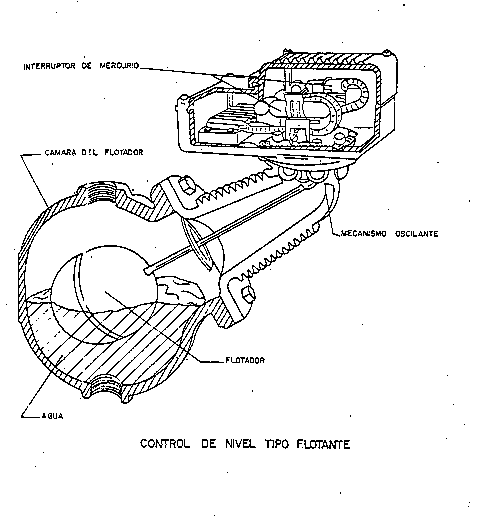 INTERRUPTOR DE MERCURIO
CAMARA DEL FLOTADOR
MECANISMO OSCILANTE
FLOTADOR
AGUA
CONTROL DE NIVEL TIPO FLOTANTE